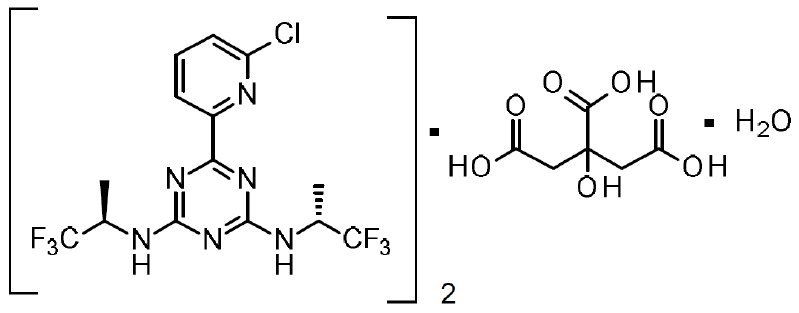 Cl
N
N N
N
F₃C N H
N H CF₃
2
O
O OH
O
HO OH
OH
H₂O